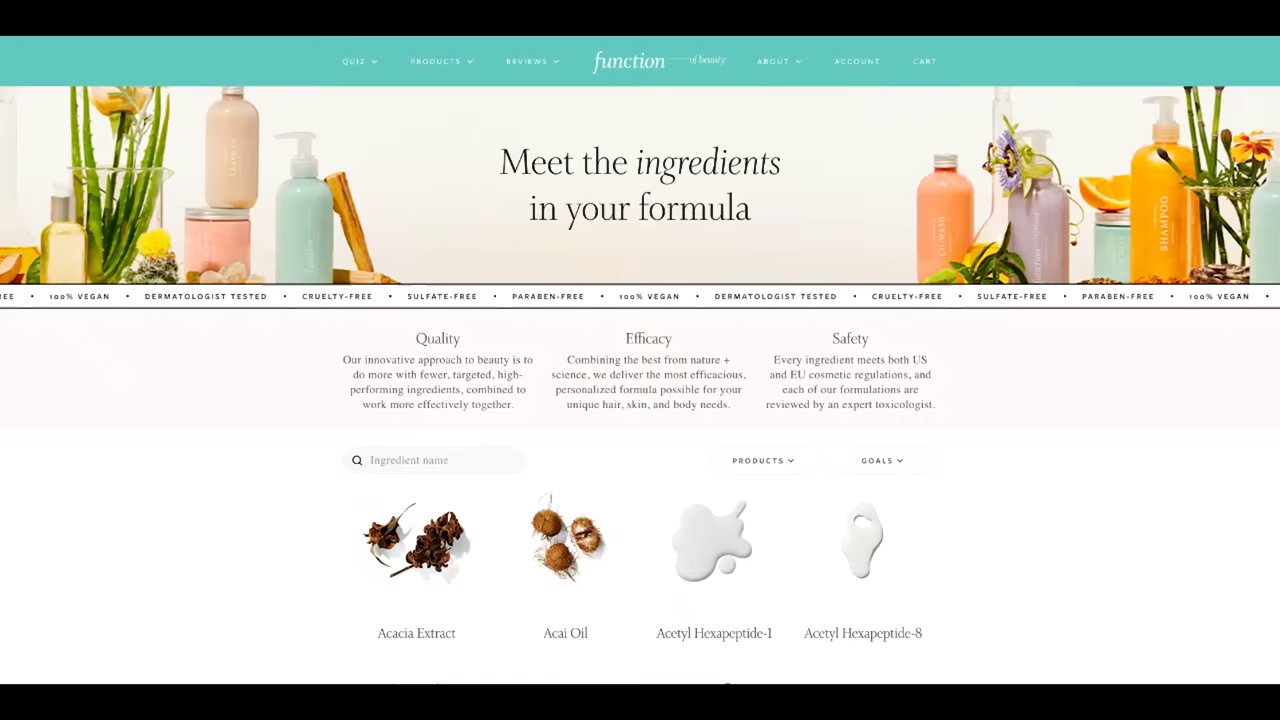 QUIZ PRODUCTS REVIEWS function of beauty ABOUT ACCOUNT CART
Meet the ingredients
in your formula
CO-WASH
SHAMPOO
REE • 100% VEGAN • DERMATOLOGIST TESTED • CRUELTY-FREE • SULFATE-FREE • PARABEN-FREE • 100% VEGAN • DERMATOLOGIST TESTED • CRUELTY-FREE • SULFATE-FREE • PARABEN-FREE • 100% VEGAN •
Quality
Our innovative approach to beauty is to
do more with fewer, targeted, high-
performing ingredients, combined to
work more effectively together.
Efficacy
Combining the best from nature +
science, we deliver the most efficacious,
personalized formula possible for your
unique hair, skin, and body needs.
Safety
Every ingredient meets both US
and EU cosmetic regulations, and
each of our formulations are
reviewed by an expert toxicologist.
Ingredient name PRODUCTS GOALS
Acacia Extract Acai Oil Acetyl Hexapeptide-1 Acetyl Hexapeptide-8